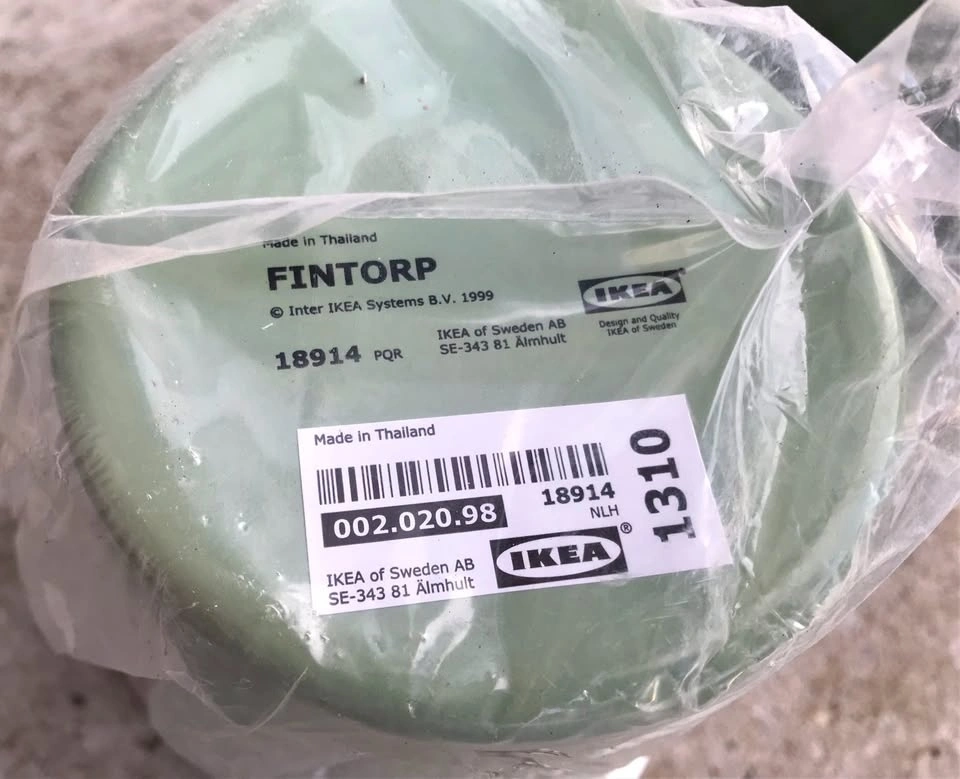 Made in Thailand
FINTORP
© Inter IKEA Systems B.V. 1999
18914 PQR
IKEA of Sweden AB
SE-343 81 Älmhult
IKEA®
Design and Quality
IKEA of Sweden
Made in Thailand
18914
NLH
002.020.98
1310
IKEA of Sweden AB
SE-343 81 Älmhult
IKEA®